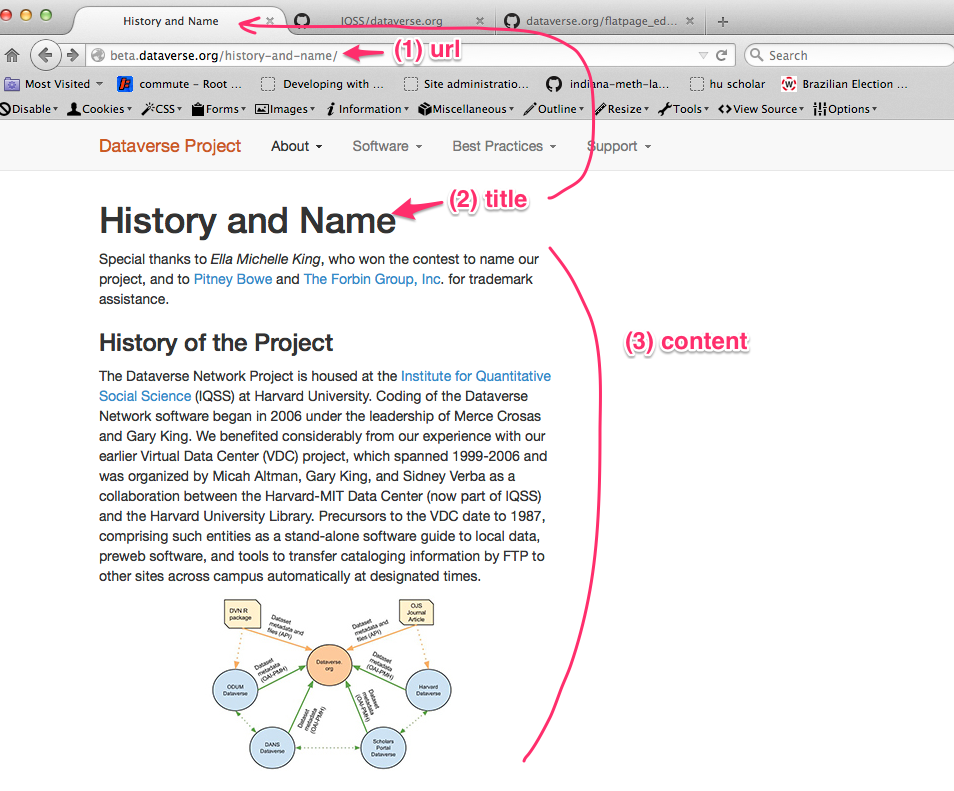 History and Name
IQSS/dataverse.org
dataverse.org/flatpage_ed...
beta.dataverse.org/history-and-name/
(1) url
Search
Most Visited
commute - Root ...
Developing with ...
Site administratio...
indiana-meth-la...
hu scholar
Brazilian Election ...
Disable
Cookies
CSS
Forms
Images
Information
Miscellaneous
Outline
Resize
Tools
View Source
Options
Dataverse Project
About
Software
Best Practices
Support
(2) title
History and Name
Special thanks to Ella Michelle King, who won the contest to name our
project, and to Pitney Bowe and The Forbin Group, Inc. for trademark
assistance.
(3) content
History of the Project
The Dataverse Network Project is housed at the Institute for Quantitative
Social Science (IQSS) at Harvard University. Coding of the Dataverse
Network software began in 2006 under the leadership of Merce Crosas
and Gary King. We benefited considerably from our experience with our
earlier Virtual Data Center (VDC) project, which spanned 1999-2006 and
was organized by Micah Altman, Gary King, and Sidney Verba as a
collaboration between the Harvard-MIT Data Center (now part of IQSS)
and the Harvard University Library. Precursors to the VDC date to 1987,
comprising such entities as a stand-alone software guide to local data,
preweb software, and tools to transfer cataloging information by FTP to
other sites across campus automatically at designated times.
DVN R
package
Dataset
metadata and
files (API)
Dataset
metadata and
files (API)
OJS
Journal
Article
Dataverse.
org
Dataset
metadata
(OAI-PMH)
Dataset
metadata
(OAI-PMH)
ODUM
Dataverse
Harvard
Dataverse
Dataset
metadata
(OAI-PMH)
Dataset
metadata
(OAI-PMH)
DANS
Dataverse
Scholars
Portal
Dataverse